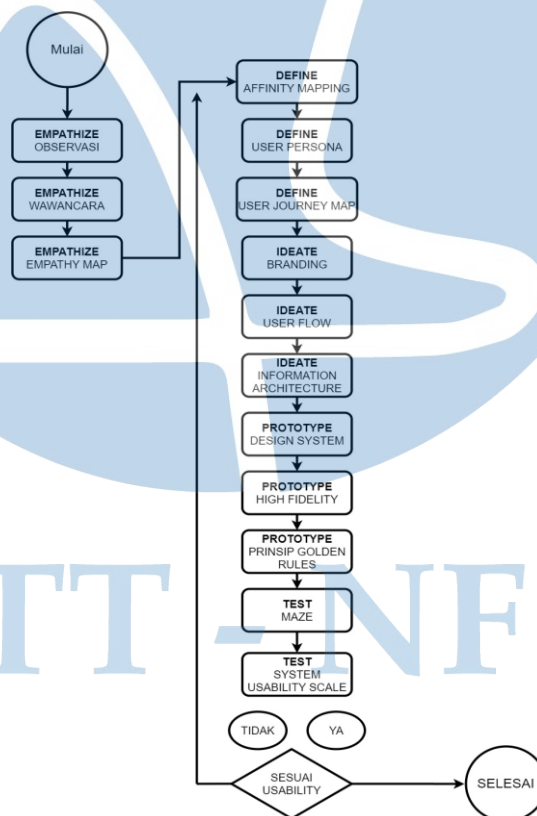 Mulai
EMPATHIZE
OBSERVASI
EMPATHIZE
WAWANCARA
EMPATHIZE
EMPATHY MAP
DEFINE
AFFINITY MAPPING
DEFINE
USER PERSONA
DEFINE
USER JOURNEY MAP
IDEATE
BRANDING
IDEATE
USER FLOW
IDEATE
INFORMATION
ARCHITECTURE
PROTOTYPE
DESIGN SYSTEM
PROTOTYPE
HIGH FIDELITY
PROTOTYPE
PRINSIP GOLDEN
RULES
TEST
MAZE
TEST
SYSTEM
USABILITY SCALE
TIDAK
YA
SESUAI
USABILITY
SELESAI
TT - NF